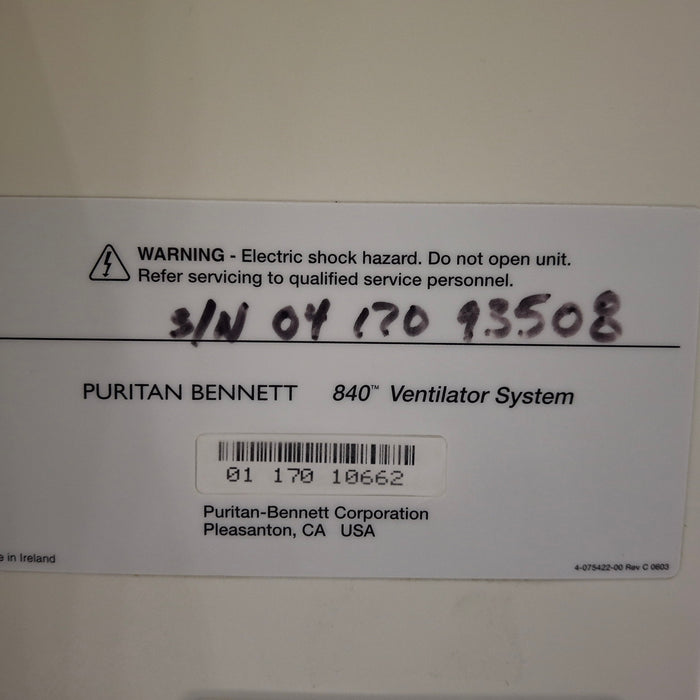 WARNING - Electric shock hazard. Do not open unit.
Refer servicing to qualified service personnel.
S/N 04 170 93508
PURITAN BENNETT 840™ Ventilator System
01 170 10662
Puritan-Bennett Corporation
Pleasanton, CA USA
e in Ireland
4-075422-00 Rev C 0603